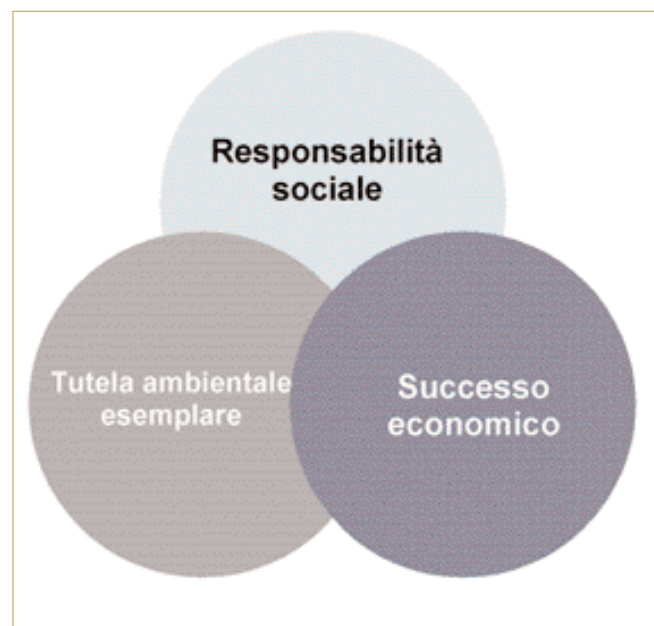 Responsabilità
sociale
Tutela ambientale
esemplare
Successo
economico